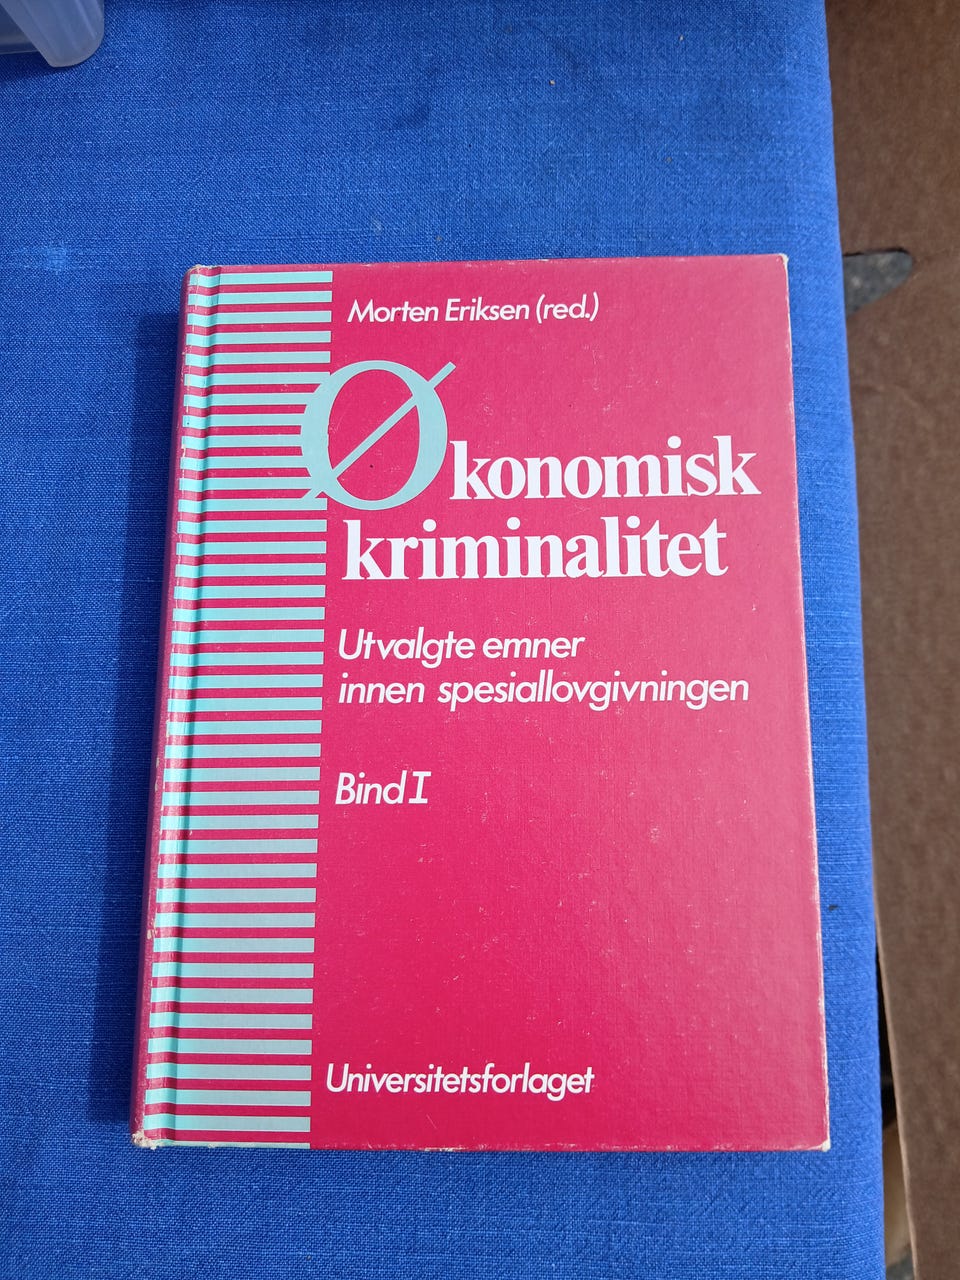 Morten Eriksen (red.)
Økonomisk
kriminalitet
Utvalgte emner
innen spesiallovgivningen
Bind I
Universitetsforlaget